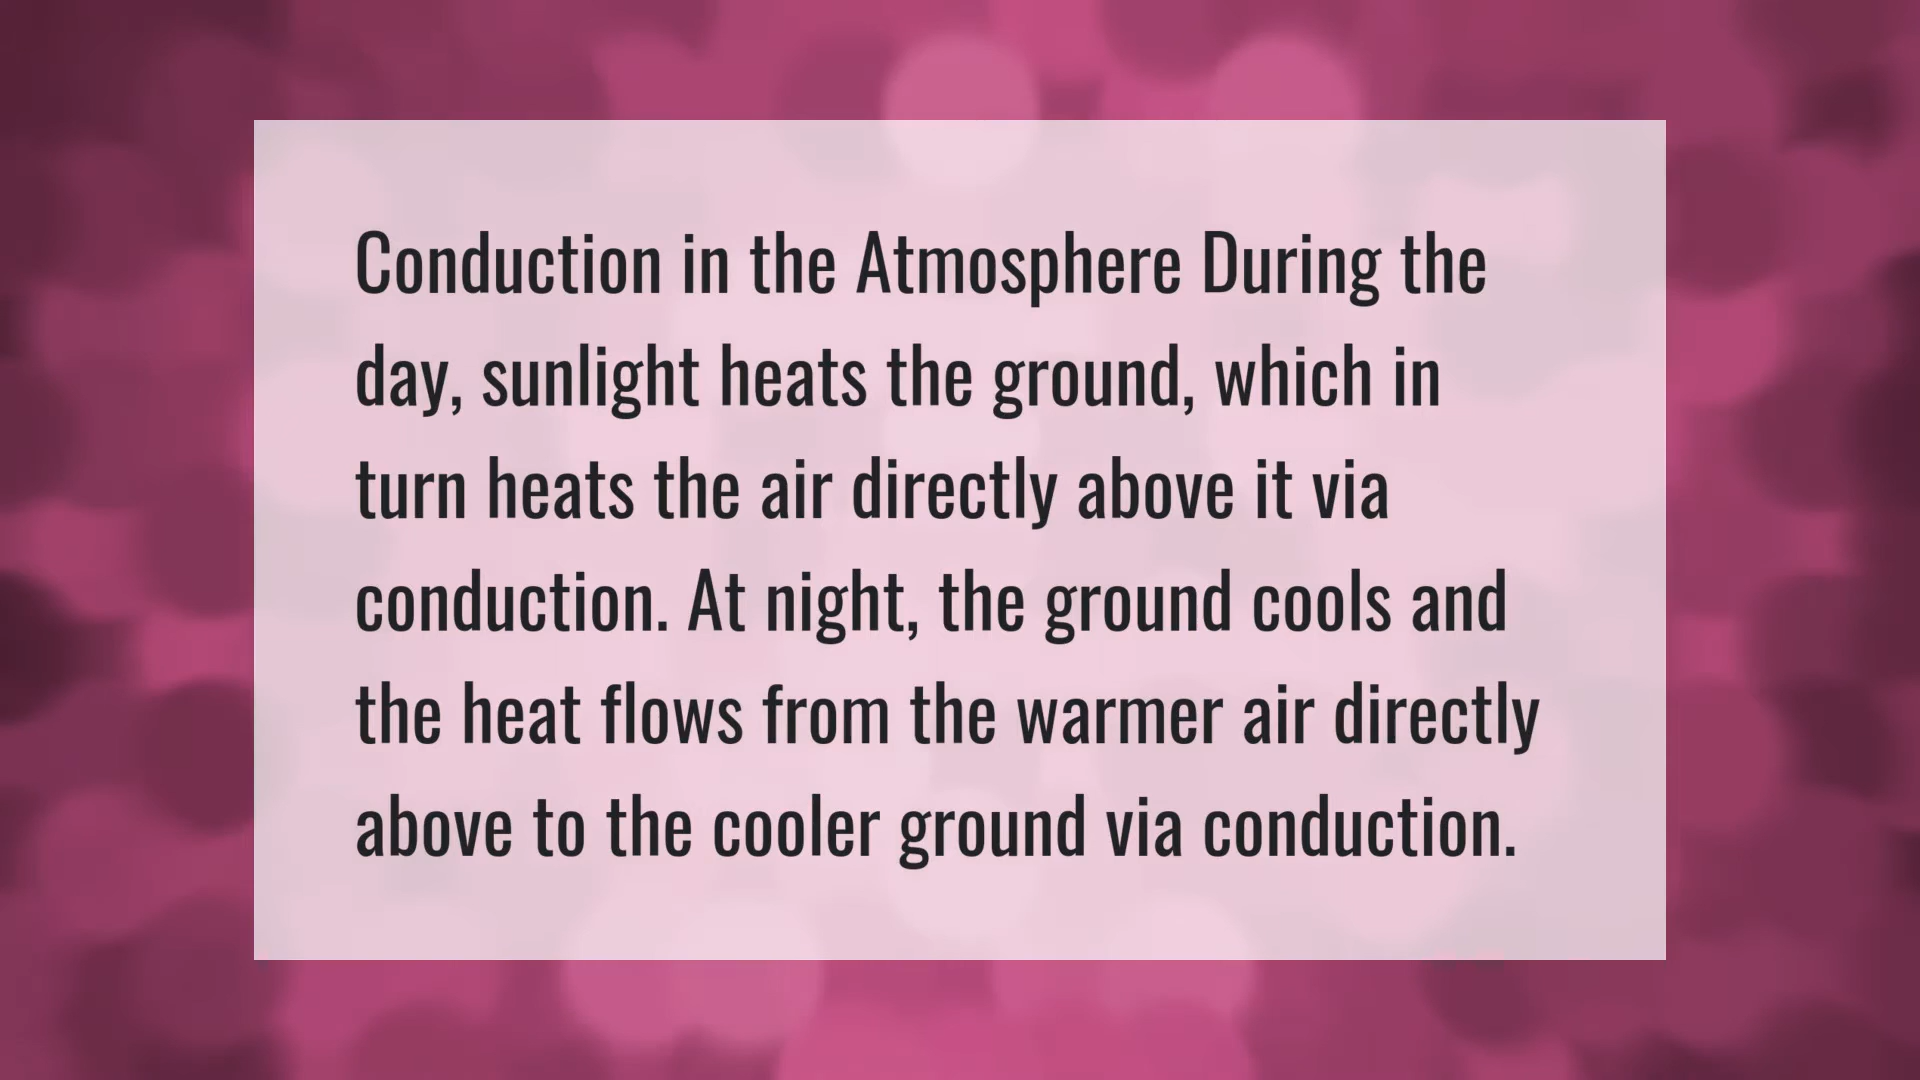 Conduction in the Atmosphere During the
day, sunlight heats the ground, which in
turn heats the air directly above it via
conduction. At night, the ground cools and
the heat flows from the warmer air directly
above to the cooler ground via conduction.